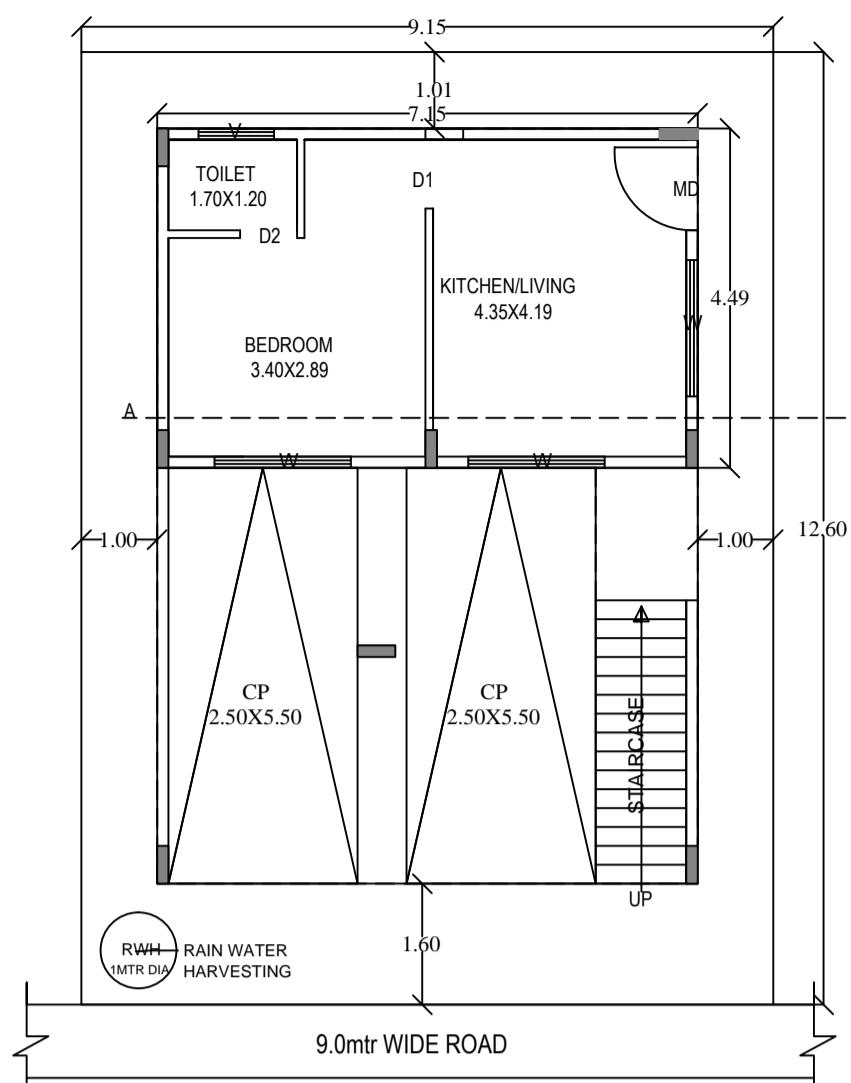 9.15
1.01
7.15
V
TOILET
1.70X1.20
D1
MD
D2
KITCHEN/LIVING
4.35X4.19
4.49
W
BEDROOM
3.40X2.89
A
W
W
1.00
1.00
12.60
CP
2.50X5.50
CP
2.50X5.50
STAIRCASE
UP
1.60
RWH
1MTR DIA
RAIN WATER
HARVESTING
9.0mtr WIDE ROAD